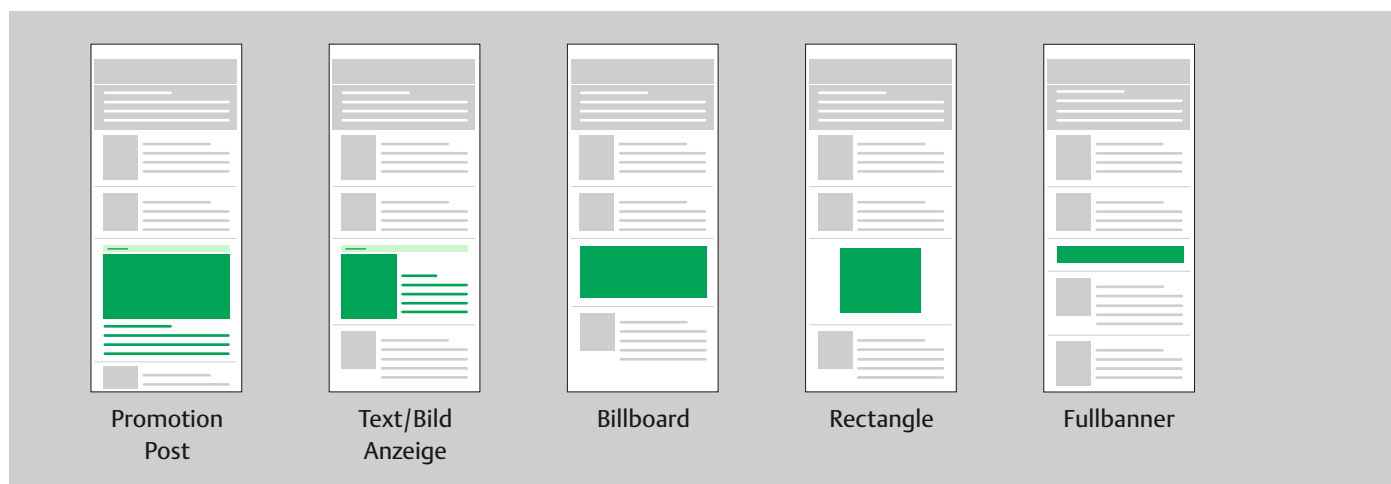 Promotion
Post
Text/Bild
Anzeige
Billboard
Rectangle
Fullbanner